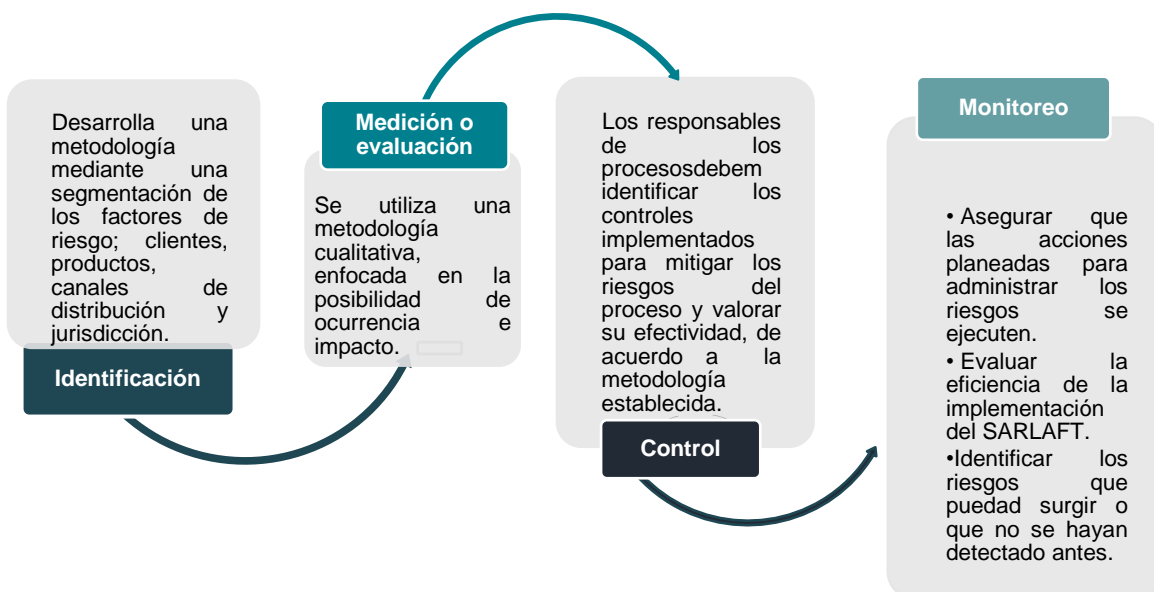 Desarrolla una
metodología
mediante una
segmentación de
los factores de
riesgo; clientes,
productos,
canales de
distribución y
jurisdicción.
Identificación
Medición o
evaluación
Se utiliza una
metodología
cualitativa,
enfocada en la
posibilidad de
ocurrencia e
impacto.
Los responsables
de los
procesosdebem
identificar los
controles
implementados
para mitigar los
riesgos del
proceso y valorar
su efectividad, de
acuerdo a la
metodología
establecida.
Control
Monitoreo
• Asegurar que
las acciones
planeadas para
administrar los
riesgos se
ejecuten.
• Evaluar la
eficiencia de la
implementación
del SARLAFT.
•Identificar los
riesgos que
puedad surgir o
que no se hayan
detectado antes.